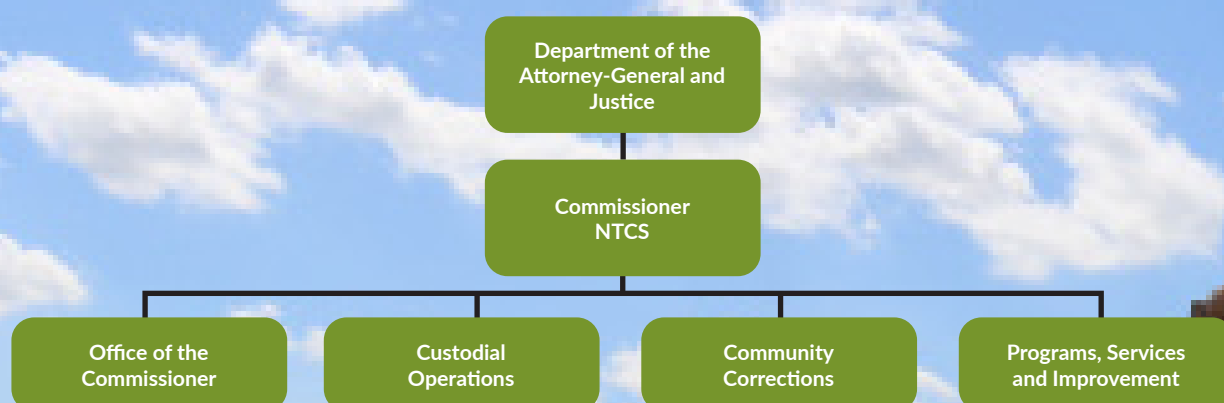 Department of the
Attorney-General and
Justice
Commissioner
NTCS
Office of the
Commissioner
Custodial
Operations
Community
Corrections
Programs, Services
and Improvement